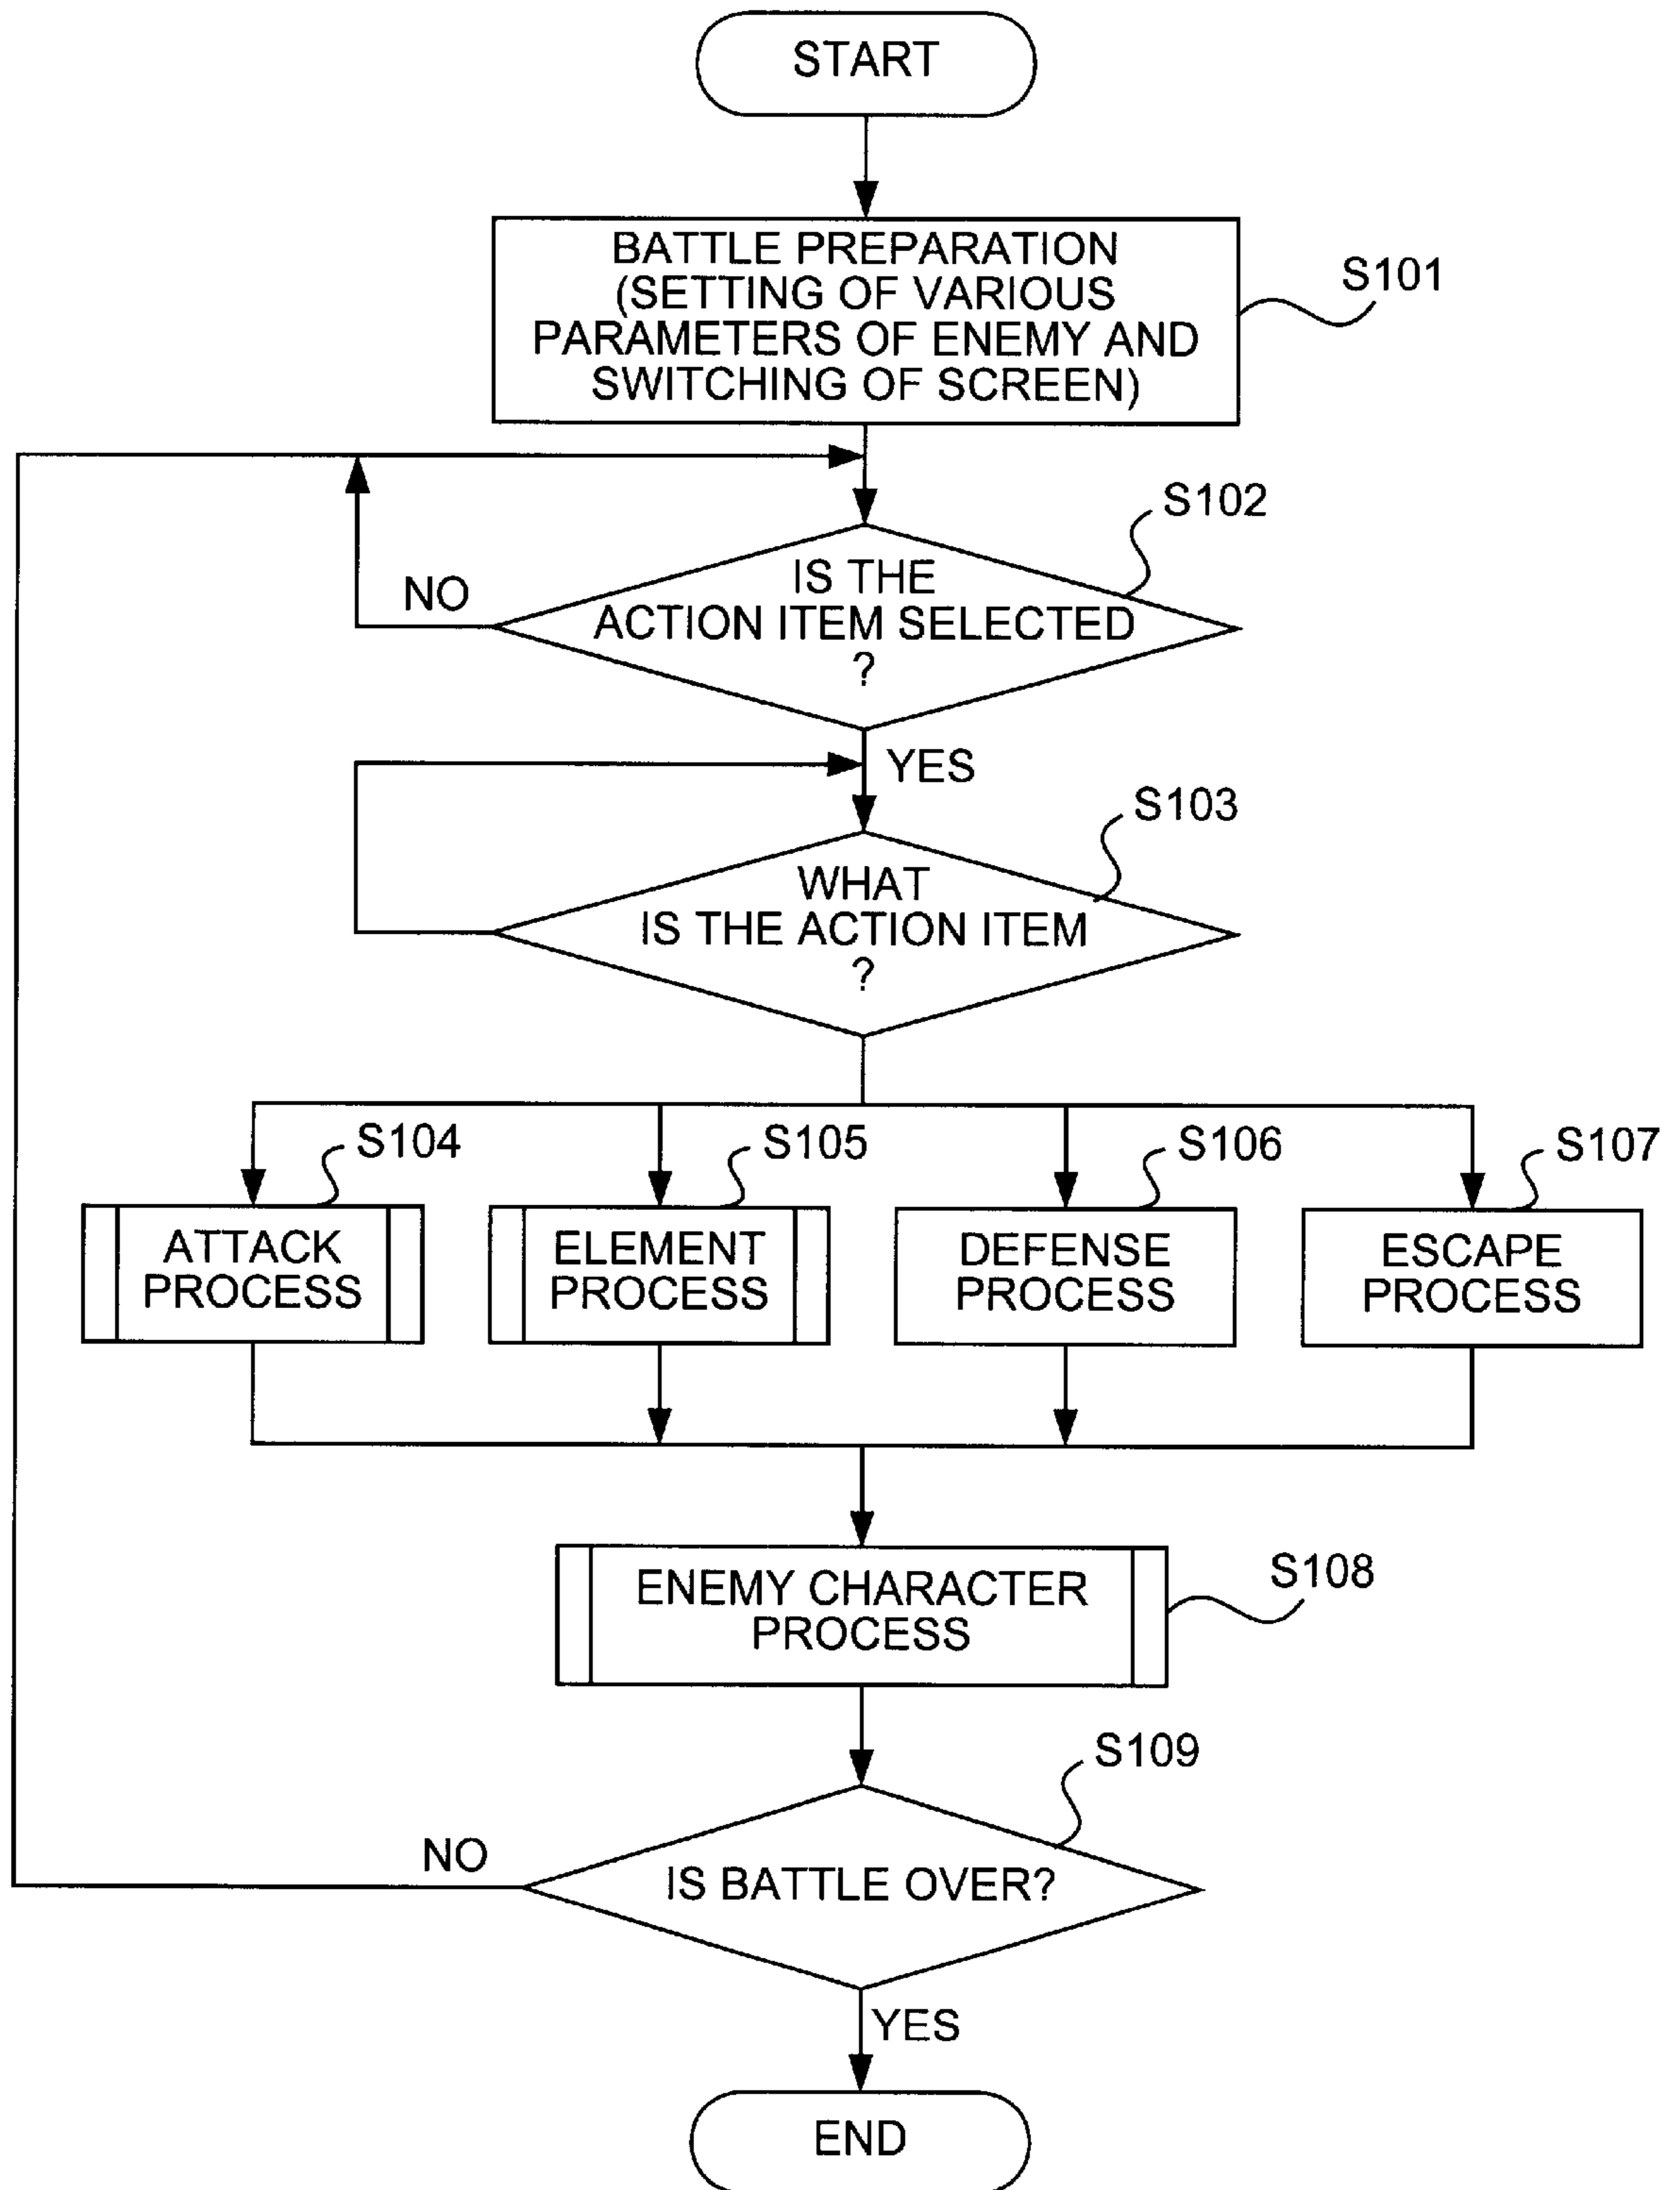 START
BATTLE PREPARATION
(SETTING OF VARIOUS
PARAMETERS OF ENEMY AND
SWITCHING OF SCREEN)
S101
S102
IS THE
ACTION ITEM SELECTED
?
NO
YES
S103
WHAT
IS THE ACTION ITEM
?
S104
S105
S106
S107
ATTACK
PROCESS
ELEMENT
PROCESS
DEFENSE
PROCESS
ESCAPE
PROCESS
ENEMY CHARACTER
PROCESS
S108
S109
NO
IS BATTLE OVER?
YES
END